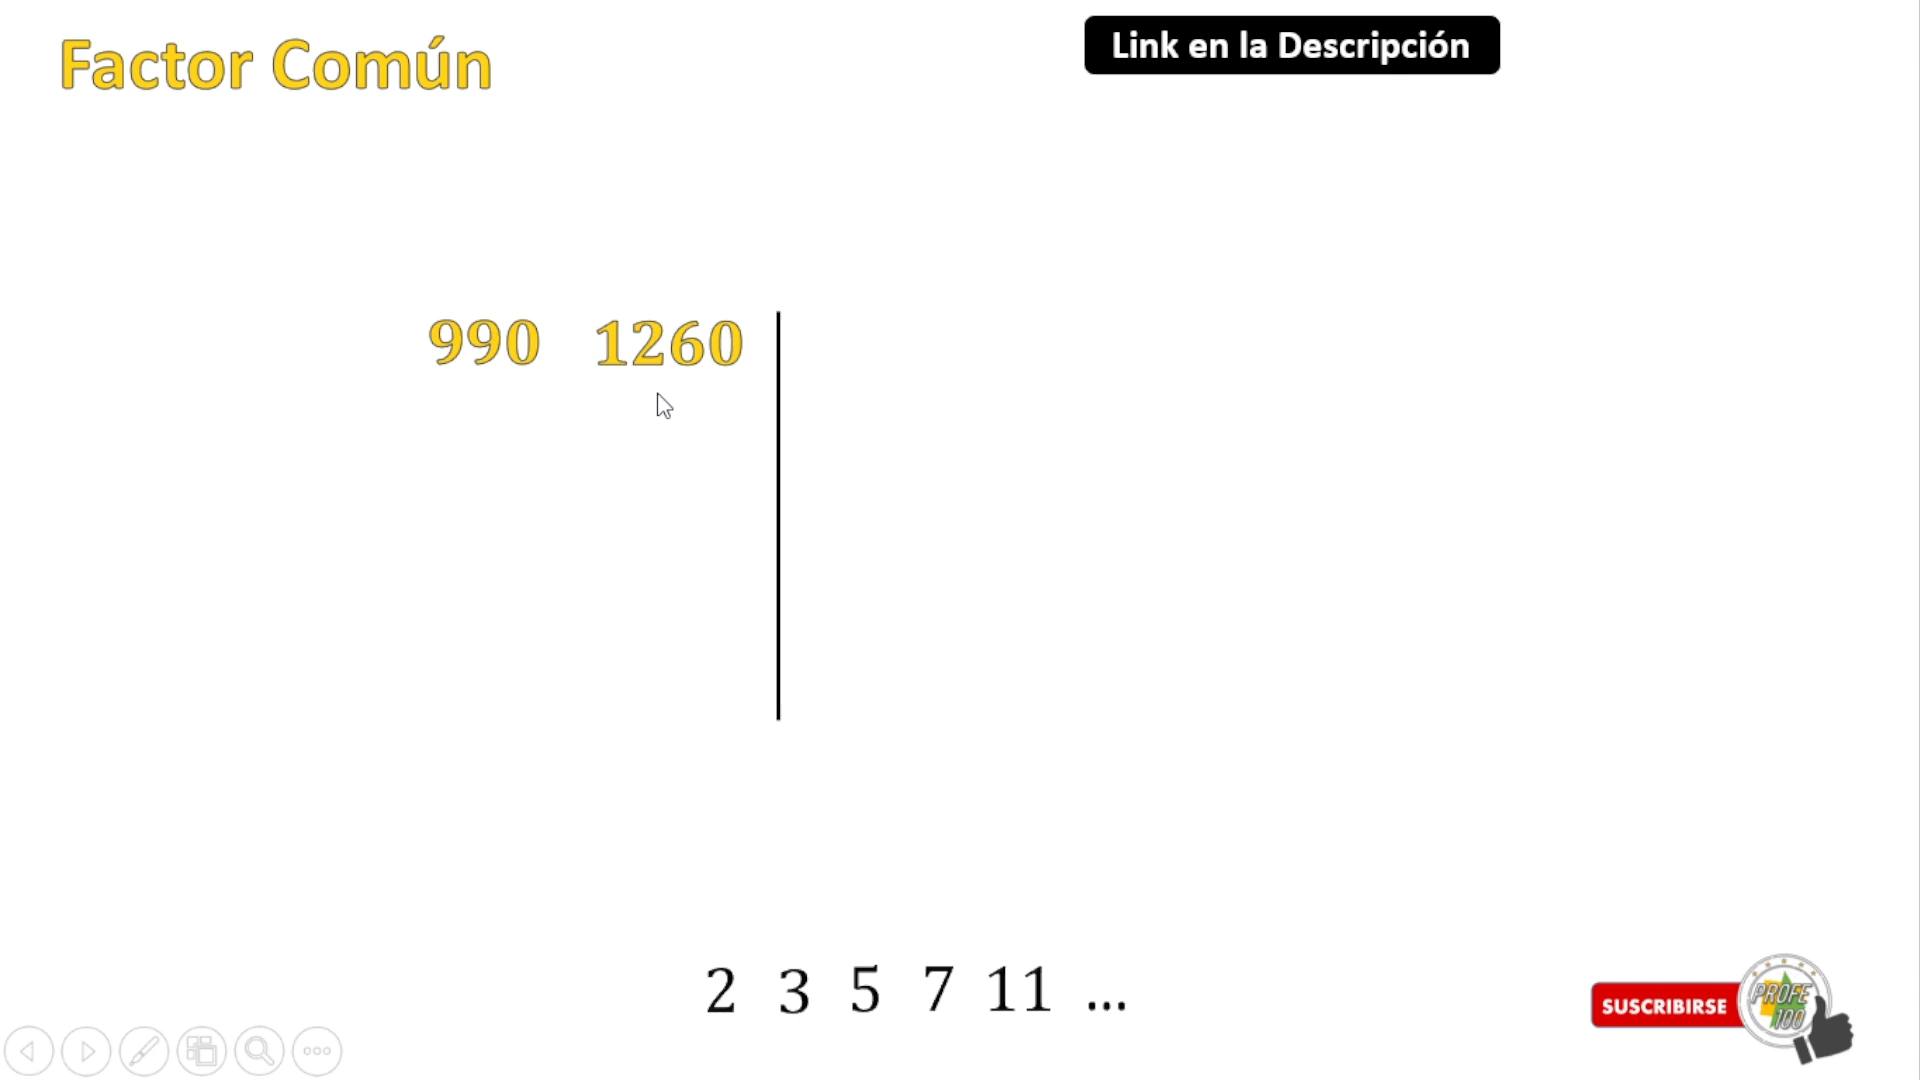 Factor Común
Link en la Descripción
990 1260
2 3 5 7 11 ...
SUSCRIBIRSE
PROFE
100